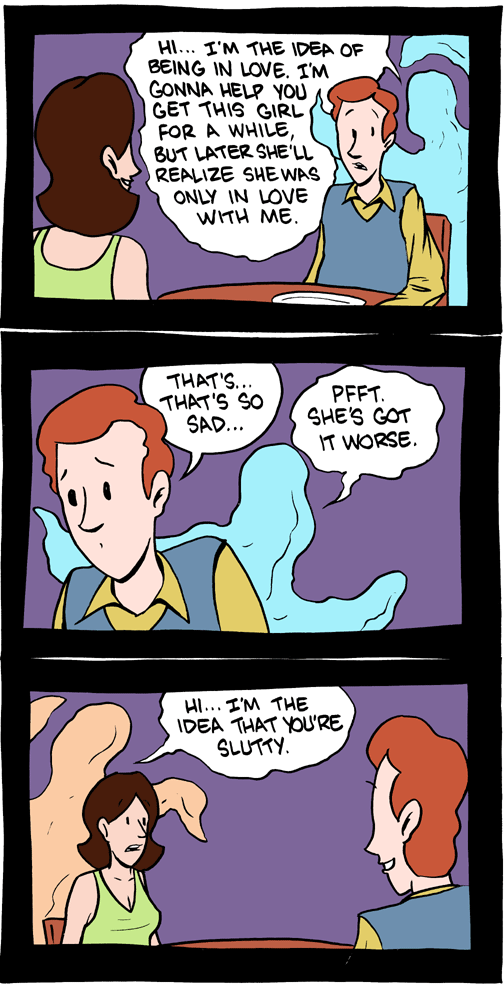 HI... I'M THE IDEA OF
BEING IN LOVE. I'M
GONNA HELP YOU
GET THIS GIRL
FOR A WHILE,
BUT LATER SHE'LL
REALIZE SHE WAS
ONLY IN LOVE
WITH ME.
THAT'S...
THAT'S SO
SAD...
PFFT.
SHE'S GOT
IT WORSE.
HI... I'M THE
IDEA THAT YOU'RE
SLUTTY.